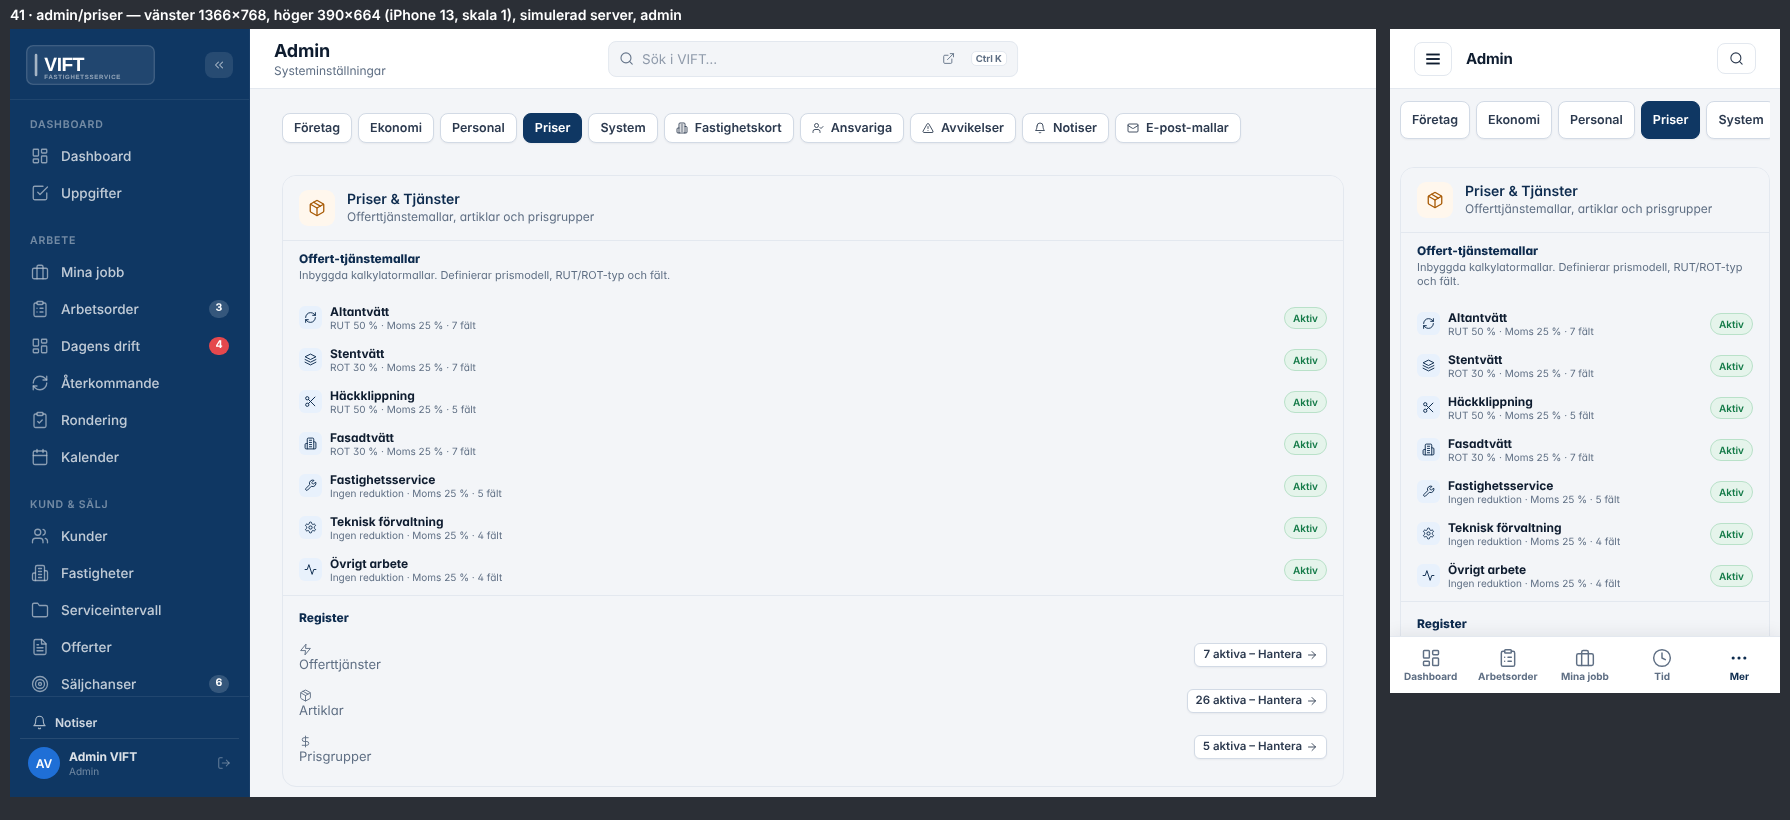 41 · admin/priser — vänster 1366×768, höger 390×664 (iPhone 13, skala 1), simulerad server, admin
VIFT
FASTIGHETSSERVICE
DASHBOARD
Dashboard
Uppgifter
ARBETE
Mina jobb
Arbetsorder 3
Dagens drift 4
Återkommande
Rondering
Kalender
KUND & SÄLJ
Kunder
Fastigheter
Serviceintervall
Offerter
Säljchanser 6
Notiser
AV Admin VIFT
Admin
Admin
Systeminställningar
Sök i VIFT... Ctrl K
Företag Ekonomi Personal Priser System Fastighetskort Ansvariga Avvikelser Notiser E-post-mallar
Priser & Tjänster
Offerttjänstemallar, artiklar och prisgrupper
Offert-tjänstemallar
Inbyggda kalkylatormallar. Definierar prismodell, RUT/ROT-typ och fält.
Altantvätt Aktiv
RUT 50 % · Moms 25 % · 7 fält
Stentvätt Aktiv
ROT 30 % · Moms 25 % · 7 fält
Häckklippning Aktiv
RUT 50 % · Moms 25 % · 5 fält
Fasadtvätt Aktiv
ROT 30 % · Moms 25 % · 7 fält
Fastighetsservice Aktiv
Ingen reduktion · Moms 25 % · 5 fält
Teknisk förvaltning Aktiv
Ingen reduktion · Moms 25 % · 4 fält
Övrigt arbete Aktiv
Ingen reduktion · Moms 25 % · 4 fält
Register
Offerttjänster 7 aktiva – Hantera →
Artiklar 26 aktiva – Hantera →
Prisgrupper 5 aktiva – Hantera →
Admin
Företag Ekonomi Personal Priser System
Priser & Tjänster
Offerttjänstemallar, artiklar och prisgrupper
Offert-tjänstemallar
Inbyggda kalkylatormallar. Definierar prismodell, RUT/ROT-typ
och fält.
Altantvätt Aktiv
RUT 50 % · Moms 25 % · 7 fält
Stentvätt Aktiv
ROT 30 % · Moms 25 % · 7 fält
Häckklippning Aktiv
RUT 50 % · Moms 25 % · 5 fält
Fasadtvätt Aktiv
ROT 30 % · Moms 25 % · 7 fält
Fastighetsservice Aktiv
Ingen reduktion · Moms 25 % · 5 fält
Teknisk förvaltning Aktiv
Ingen reduktion · Moms 25 % · 4 fält
Övrigt arbete Aktiv
Ingen reduktion · Moms 25 % · 4 fält
Register
Dashboard Arbetsorder Mina jobb Tid Mer